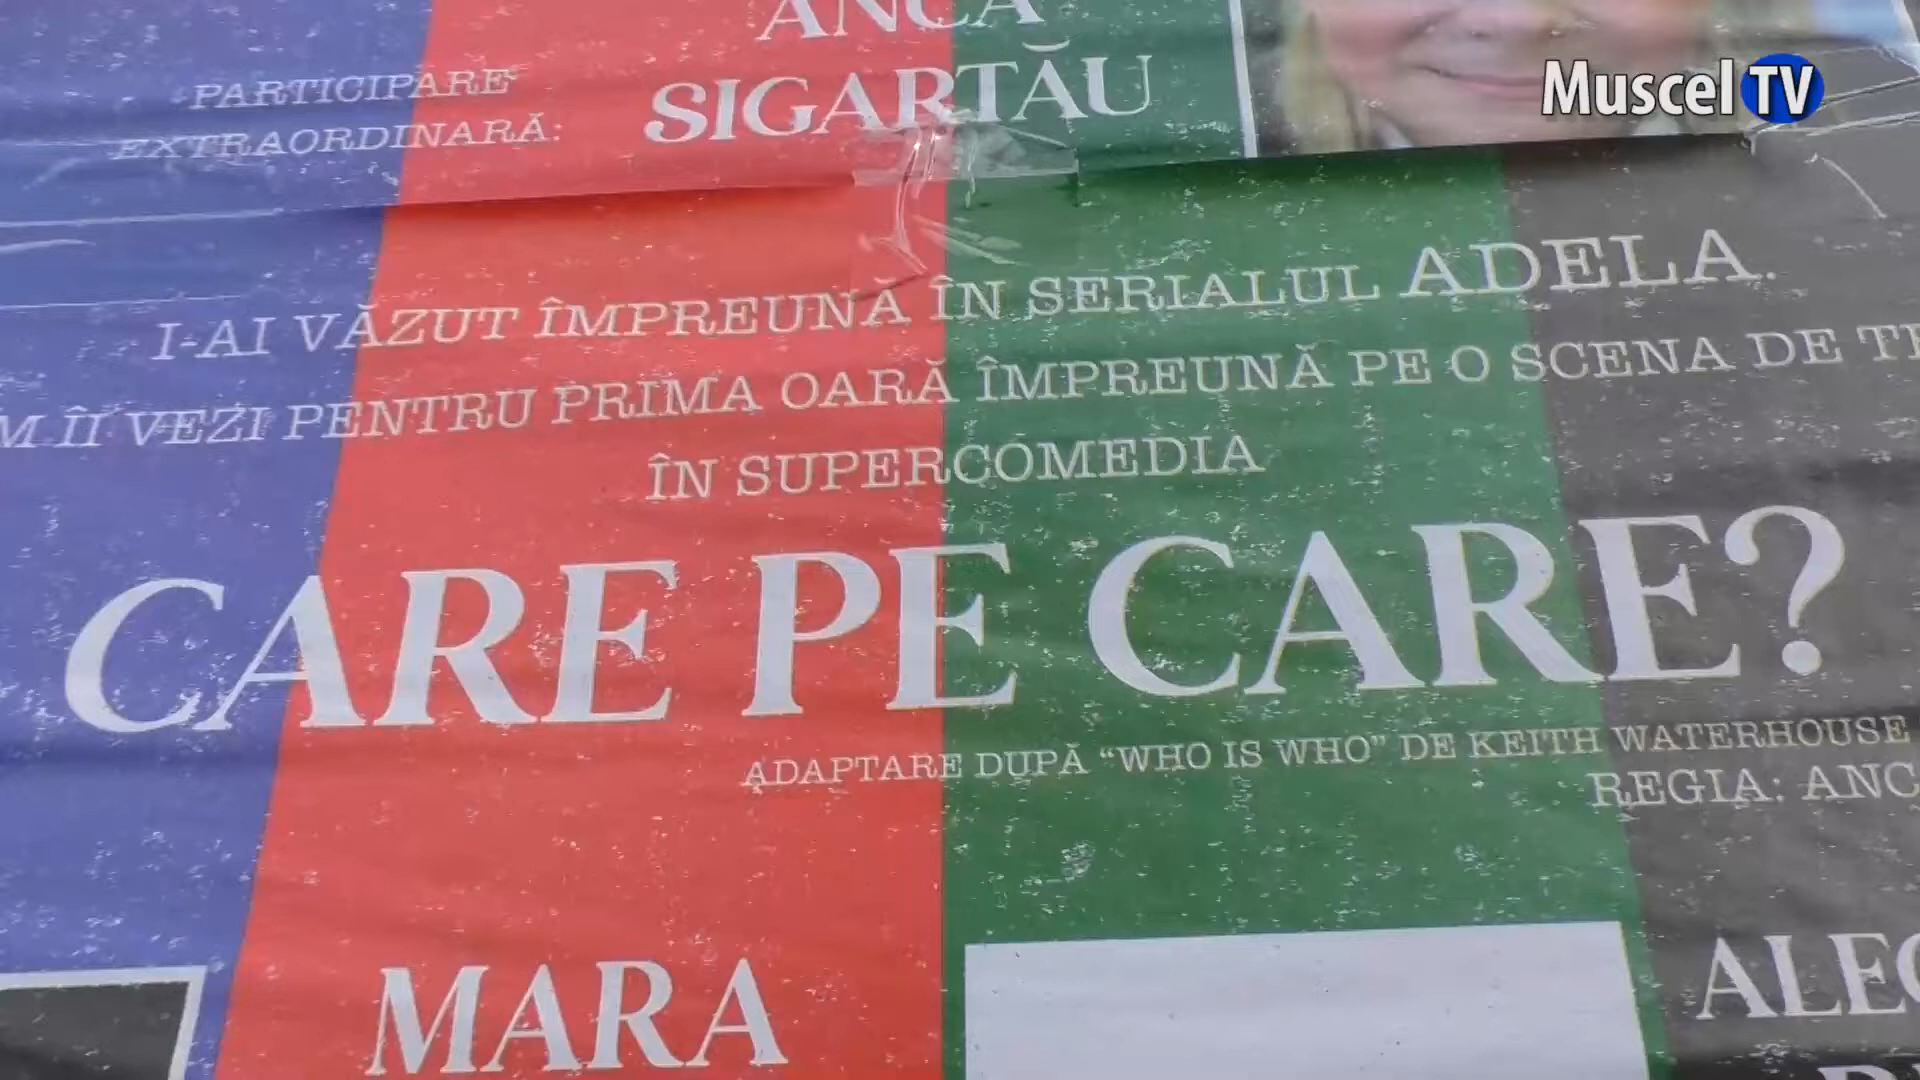 ANCA
Muscel TV
PARTICIPARE
EXTRAORDINARĂ:
SIGARTĂU
I-AI VĂZUT ÎMPREUNĂ ÎN SERIALUL ADELA.
ÎI VEZI PENTRU PRIMA OARĂ ÎMPREUNĂ PE O SCENA DE
ÎN SUPERCOMEDIA
CARE PE CARE?
ADAPTARE DUPĂ “WHO IS WHO” DE KEITH WATERHOUSE
REGIA: ANC
MARA